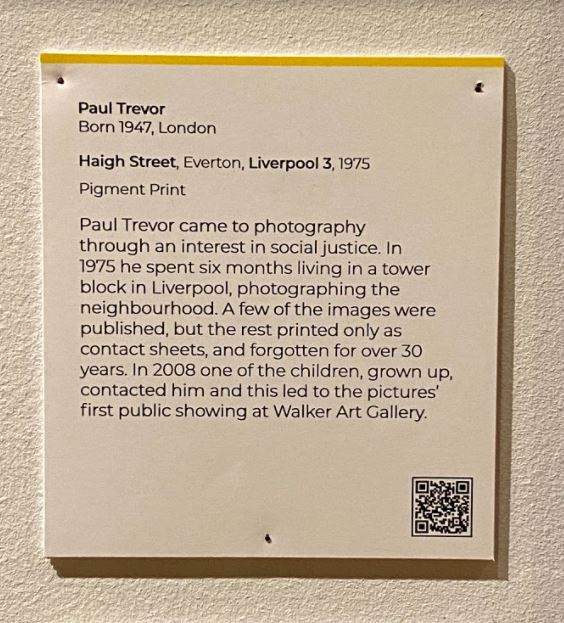 Paul Trevor
Born 1947, London
Haigh Street, Everton, Liverpool 3, 1975
Pigment Print
Paul Trevor came to photography
through an interest in social justice. In
1975 he spent six months living in a tower
block in Liverpool, photographing the
neighbourhood. A few of the images were
published, but the rest printed only as
contact sheets, and forgotten for over 30
years. In 2008 one of the children, grown up,
contacted him and this led to the pictures’
first public showing at Walker Art Gallery.